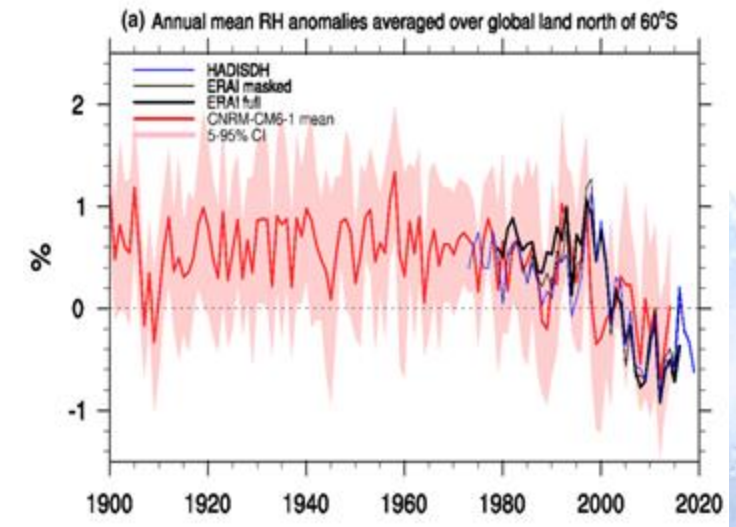 (a) Annual mean RH anomalies averaged over global land north of 60°S
HADISDH
ERAI masked
ERAI full
CNRM-CM6-1 mean
5-95% CI
%
2
1
0
-1
1900 1920 1940 1960 1980 2000 2020